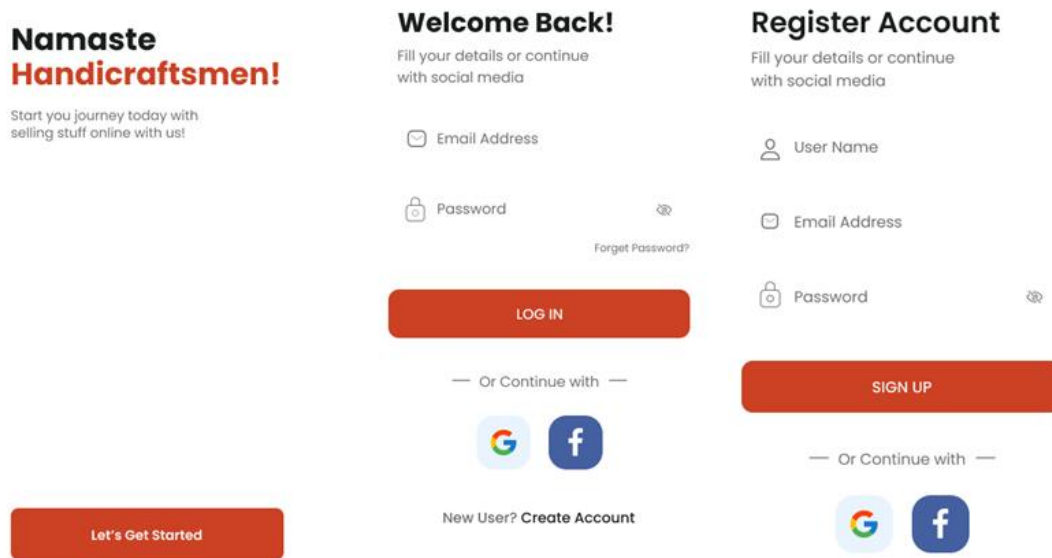 Namaste
Handicraftsmen!
Start you journey today with
selling stuff online with us!
Let's Get Started
Welcome Back!
Fill your details or continue
with social media
Email Address
Password
Forget Password?
LOG IN
Or Continue with
G f
New User? Create Account
Register Account
Fill your details or continue
with social media
User Name
Email Address
Password
SIGN UP
Or Continue with
G f